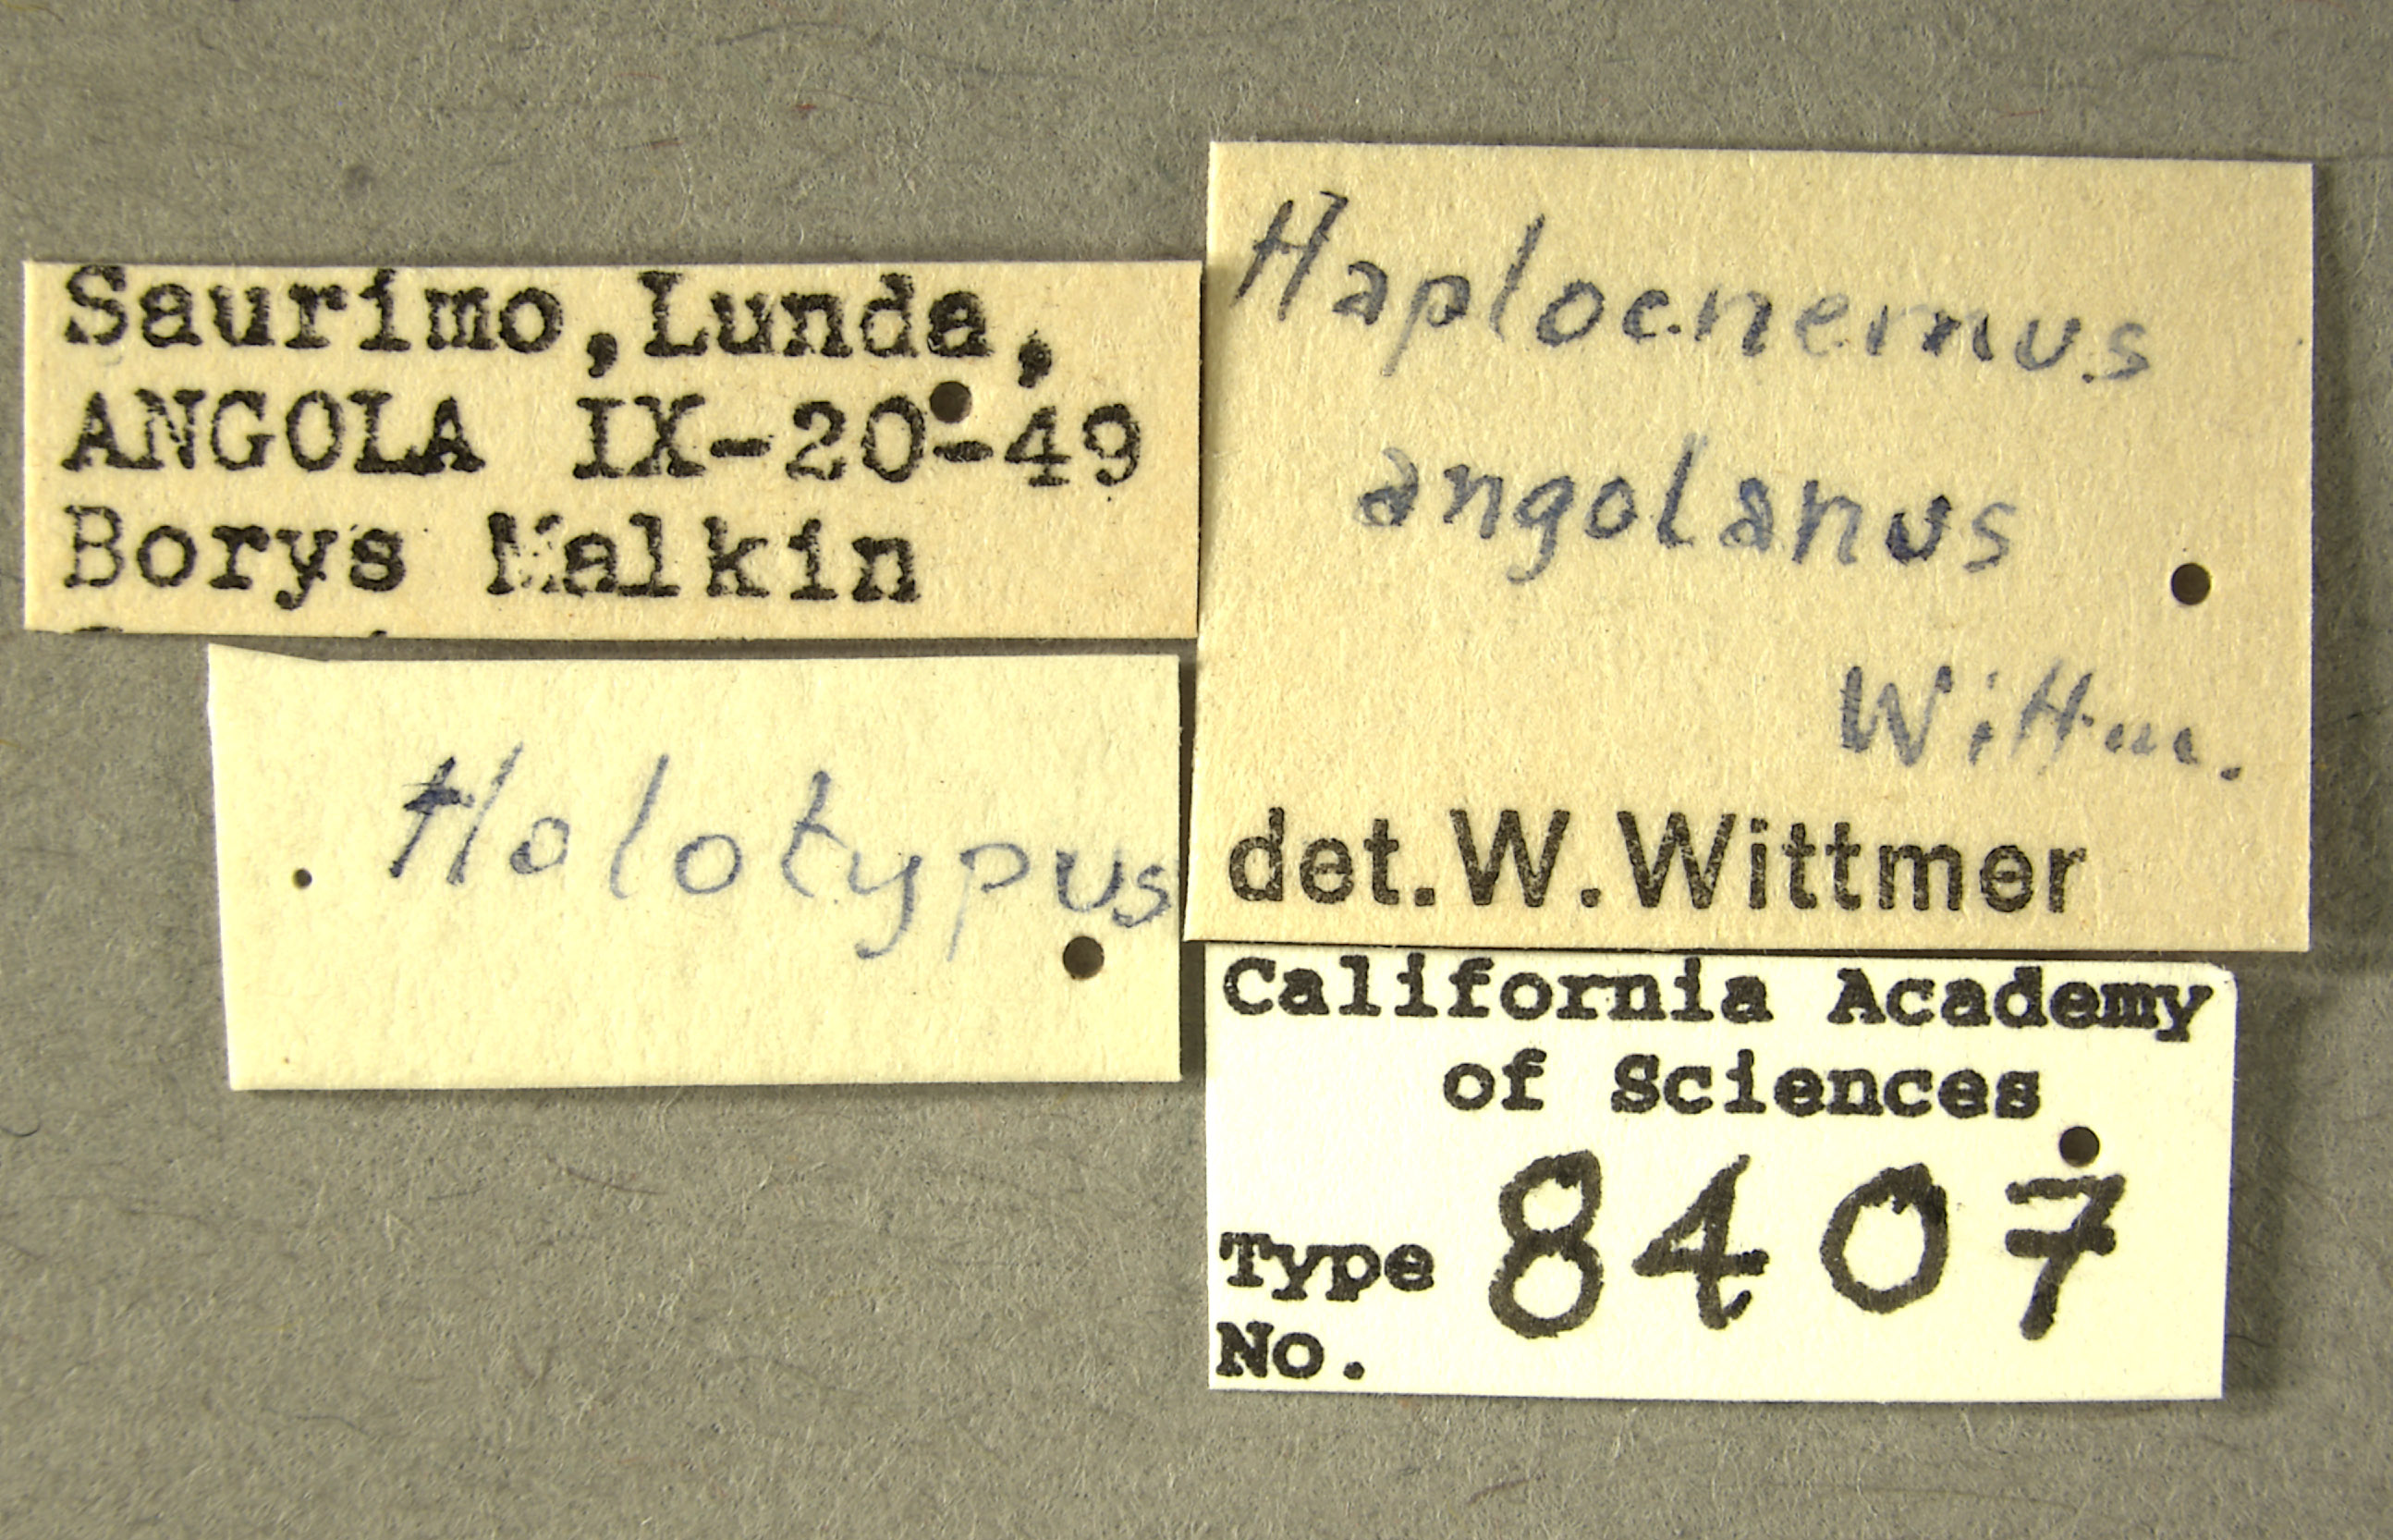 Saurimo, Lunda,
ANGOLA IX-20-49
Borys Malkin
Holotypus
Haplocnemus
angolanus
Wittm.
det. W. Wittmer
California Academy
of Sciences
Type
No. 8407